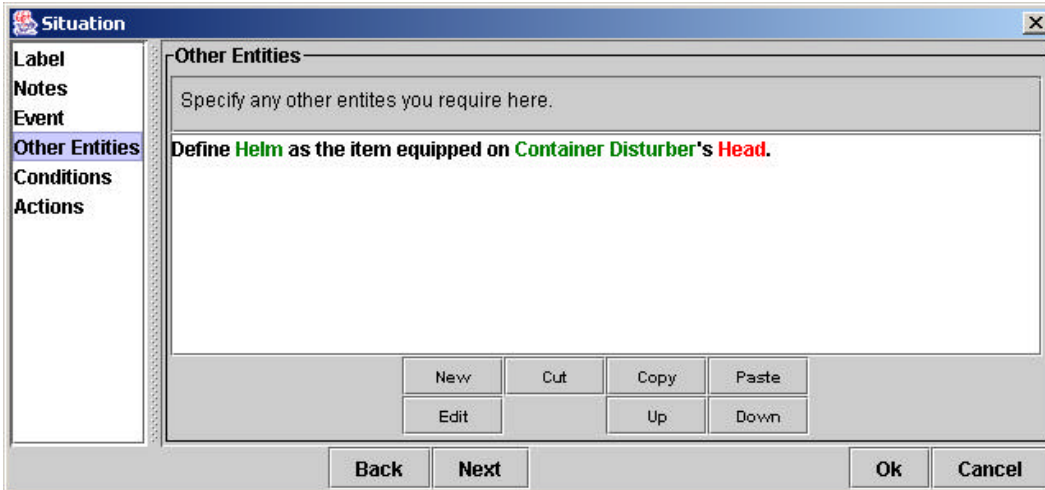 Situation
Label
Notes
Event
Other Entities
Conditions
Actions
Other Entities
Specify any other entites you require here.
Define Helm as the item equipped on Container Disturber's Head.
New Cut Copy Paste
Edit Up Down
Back Next Ok Cancel